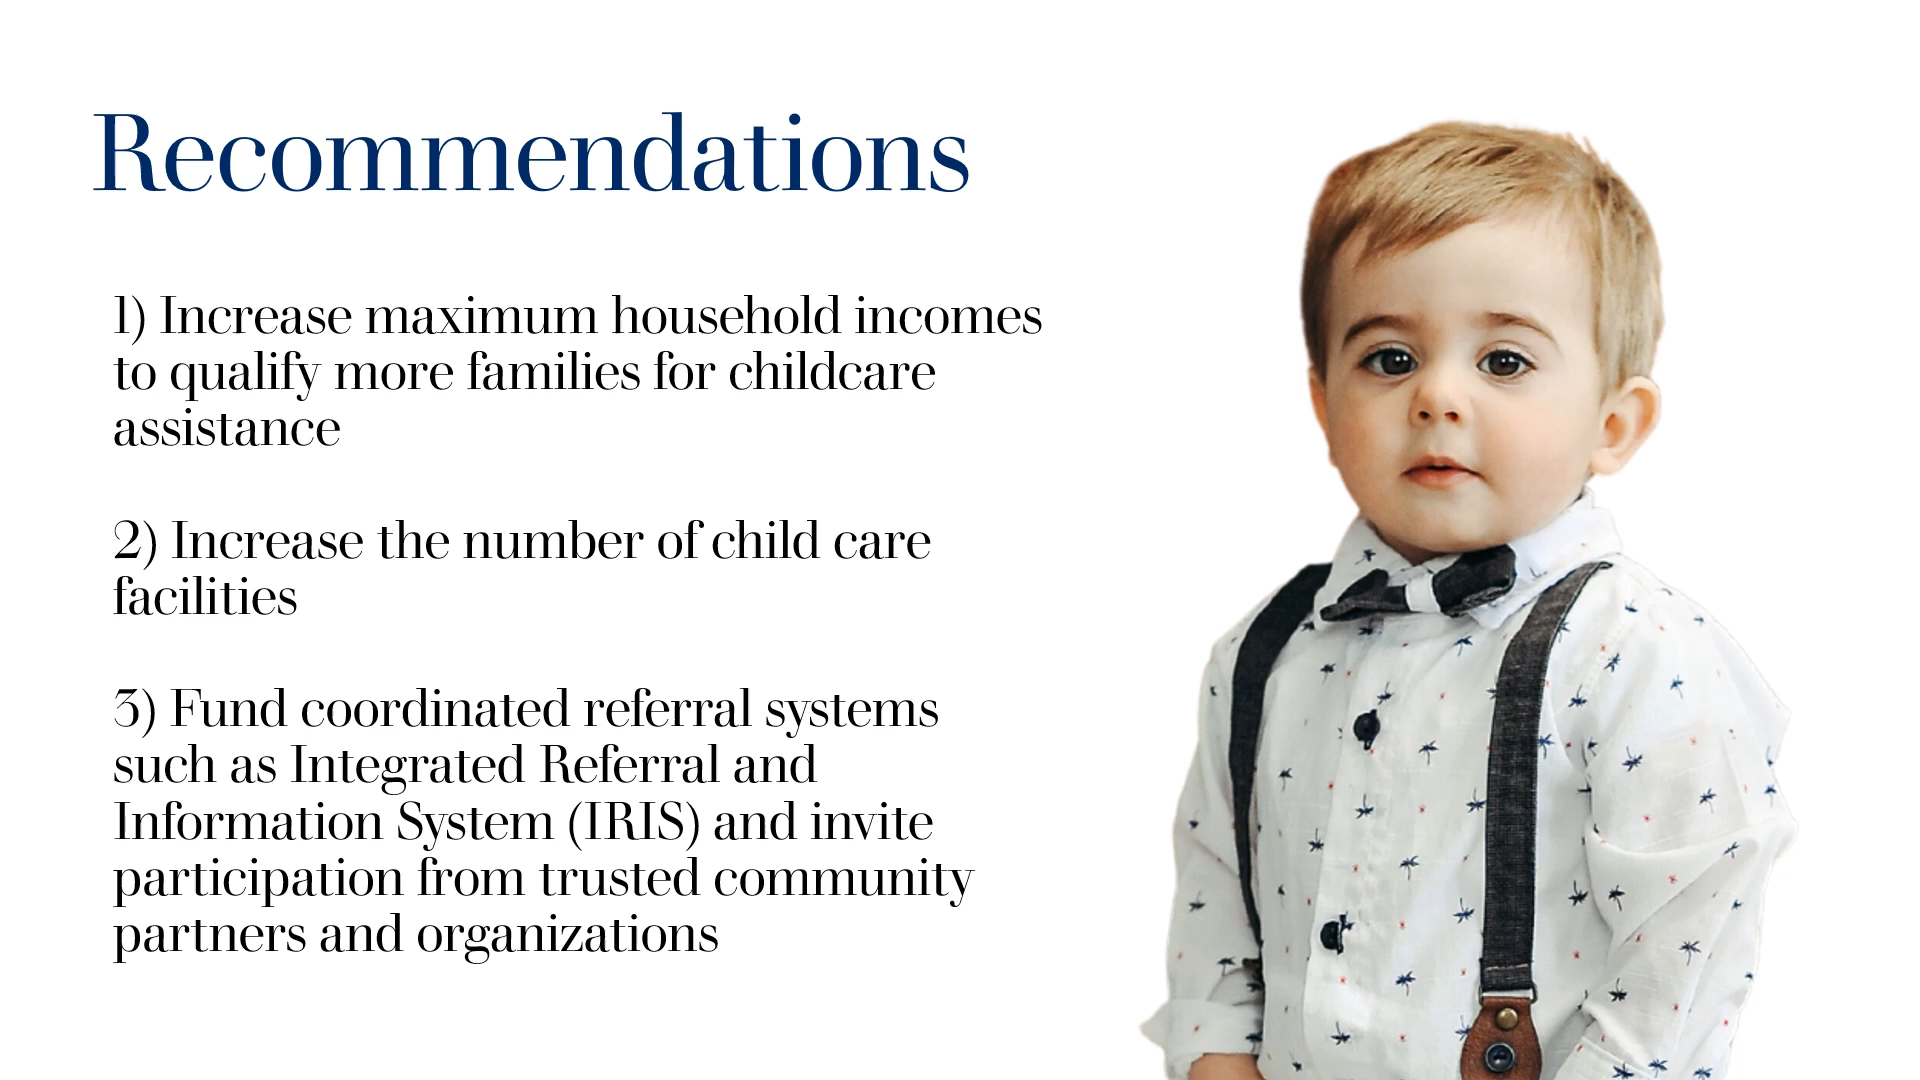 Recommendations
1) Increase maximum household incomes
to qualify more families for childcare
assistance
2) Increase the number of child care
facilities
3) Fund coordinated referral systems
such as Integrated Referral and
Information System (IRIS) and invite
participation from trusted community
partners and organizations